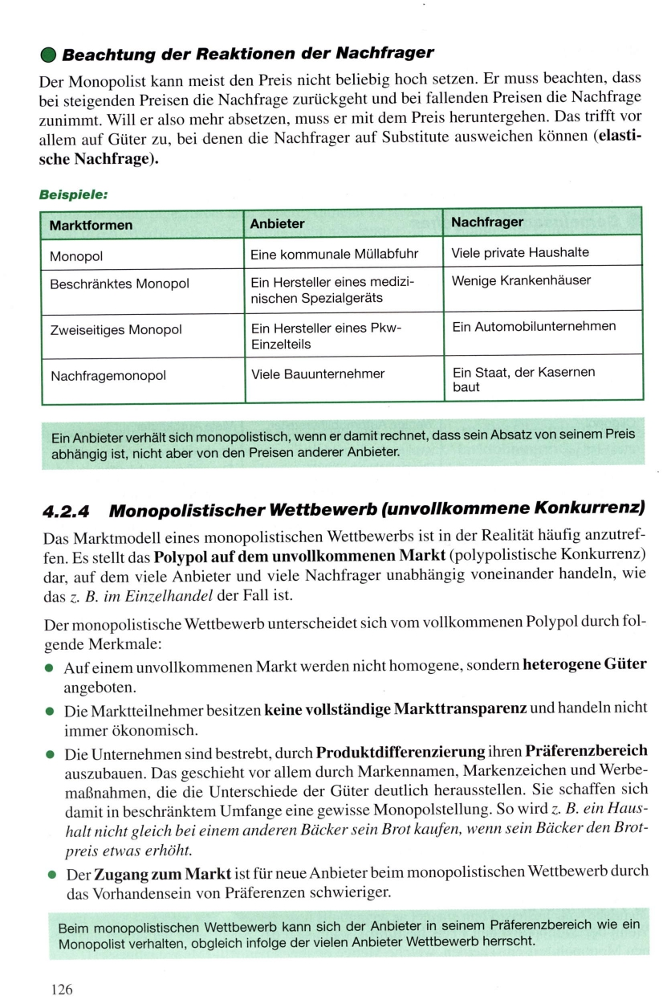 Beachtung der Reaktionen der Nachfrager
Der Monopolist kann meist den Preis nicht beliebig hoch setzen. Er muss beachten, dass
bei steigenden Preisen die Nachfrage zurückgeht und bei fallenden Preisen die Nachfrage
zunimmt. Will er also mehr absetzen, muss er mit dem Preis heruntergehen. Das trifft vor
allem auf Güter zu, bei denen die Nachfrager auf Substitute ausweichen können (elasti-
sche Nachfrage).
Beispiele:
Marktformen Anbieter Nachfrager
Monopol Eine kommunale Müllabfuhr Viele private Haushalte
Beschränktes Monopol Ein Hersteller eines medizi- Wenige Krankenhäuser
nischen Spezialgeräts
Zweiseitiges Monopol Ein Hersteller eines Pkw- Ein Automobilunternehmen
Einzelteils
Nachfragemonopol Viele Bauunternehmer Ein Staat, der Kasernen
baut
Ein Anbieter verhält sich monopolistisch, wenn er damit rechnet, dass sein Absatz von seinem Preis
abhängig ist, nicht aber von den Preisen anderer Anbieter.
4.2.4 Monopolistischer Wettbewerb (unvollkommene Konkurrenz)
Das Marktmodell eines monopolistischen Wettbewerbs ist in der Realität häufig anzutref-
fen. Es stellt das Polypol auf dem unvollkommenen Markt (polypolistische Konkurrenz)
dar, auf dem viele Anbieter und viele Nachfrager unabhängig voneinander handeln, wie
das z. B. im Einzelhandel der Fall ist.
Der monopolistische Wettbewerb unterscheidet sich vom vollkommenen Polypol durch fol-
gende Merkmale:
• Auf einem unvollkommenen Markt werden nicht homogene, sondern heterogene Güter
angeboten.
• Die Marktteilnehmer besitzen keine vollständige Markttransparenz und handeln nicht
immer ökonomisch.
• Die Unternehmen sind bestrebt, durch Produktdifferenzierung ihren Präferenzbereich
auszubauen. Das geschieht vor allem durch Markennamen, Markenzeichen und Werbe-
maßnahmen, die die Unterschiede der Güter deutlich herausstellen. Sie schaffen sich
damit in beschränktem Umfange eine gewisse Monopolstellung. So wird z. B. ein Haus-
halt nicht gleich bei einem anderen Bäcker sein Brot kaufen, wenn sein Bäcker den Brot-
preis etwas erhöht.
• Der Zugang zum Markt ist für neue Anbieter beim monopolistischen Wettbewerb durch
das Vorhandensein von Präferenzen schwieriger.
Beim monopolistischen Wettbewerb kann sich der Anbieter in seinem Präferenzbereich wie ein
Monopolist verhalten, obgleich infolge der vielen Anbieter Wettbewerb herrscht.
126